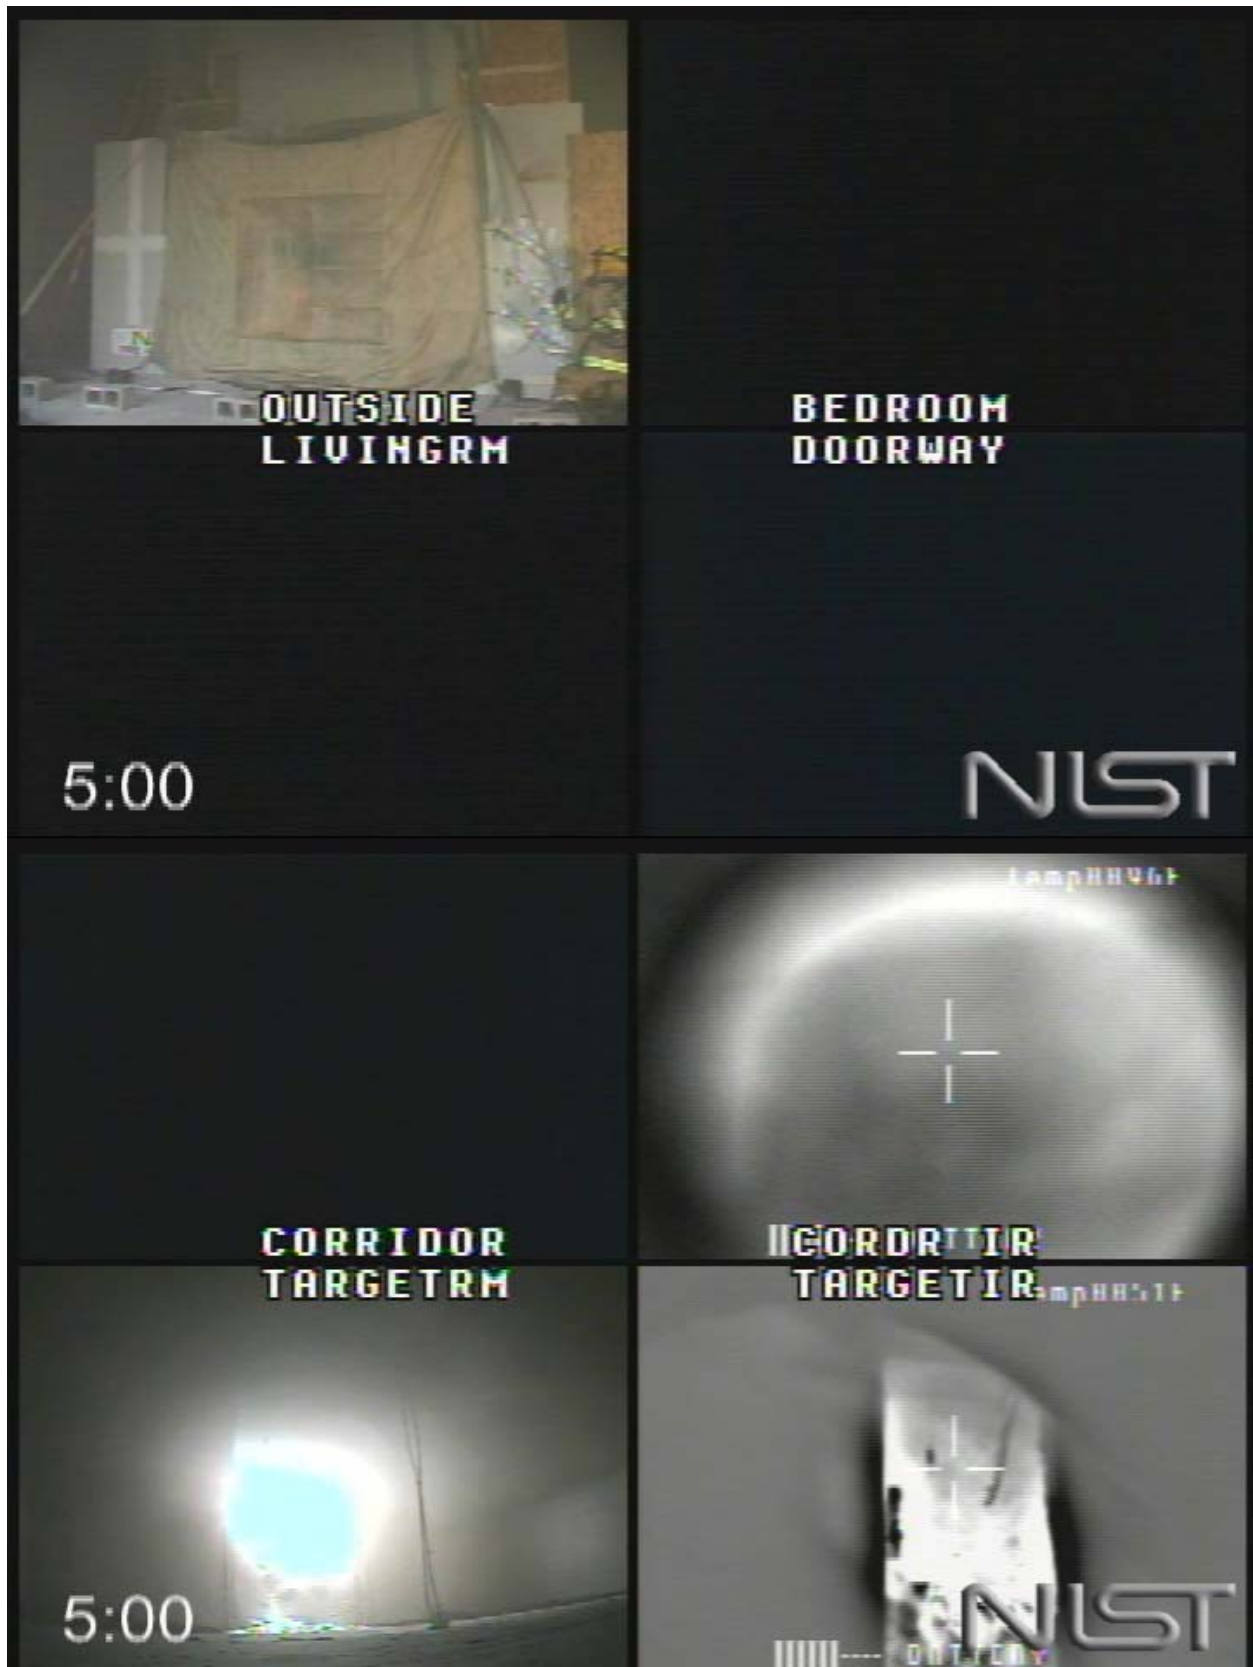 OUTSIDE
BEDROOM
LIVINGRM
DOORWAY
5:00
NIST
CORRIDOR
TARGETRM
TARGETIR
5:00
NIST